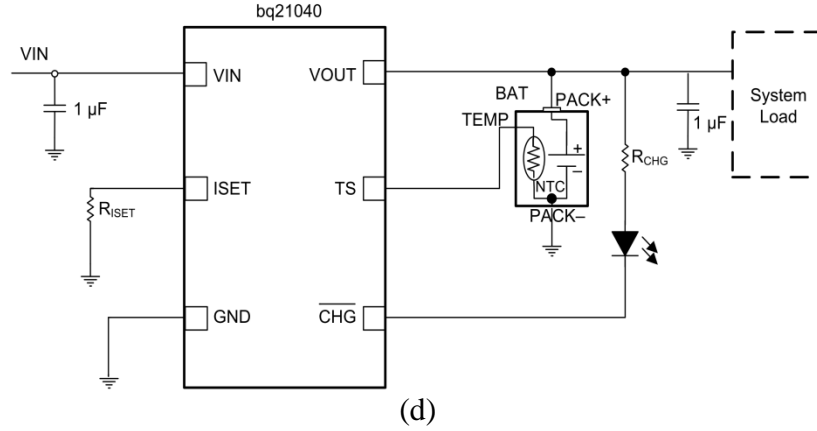 bq21040
VIN
VIN
VOUT
1 µF
BAT
PACK+
TEMP
1 µF
System
Load
ISET
TS
NTC
+
–
R_CHG
R_ISET
PACK–
GND
C̅H̅G̅
(d)